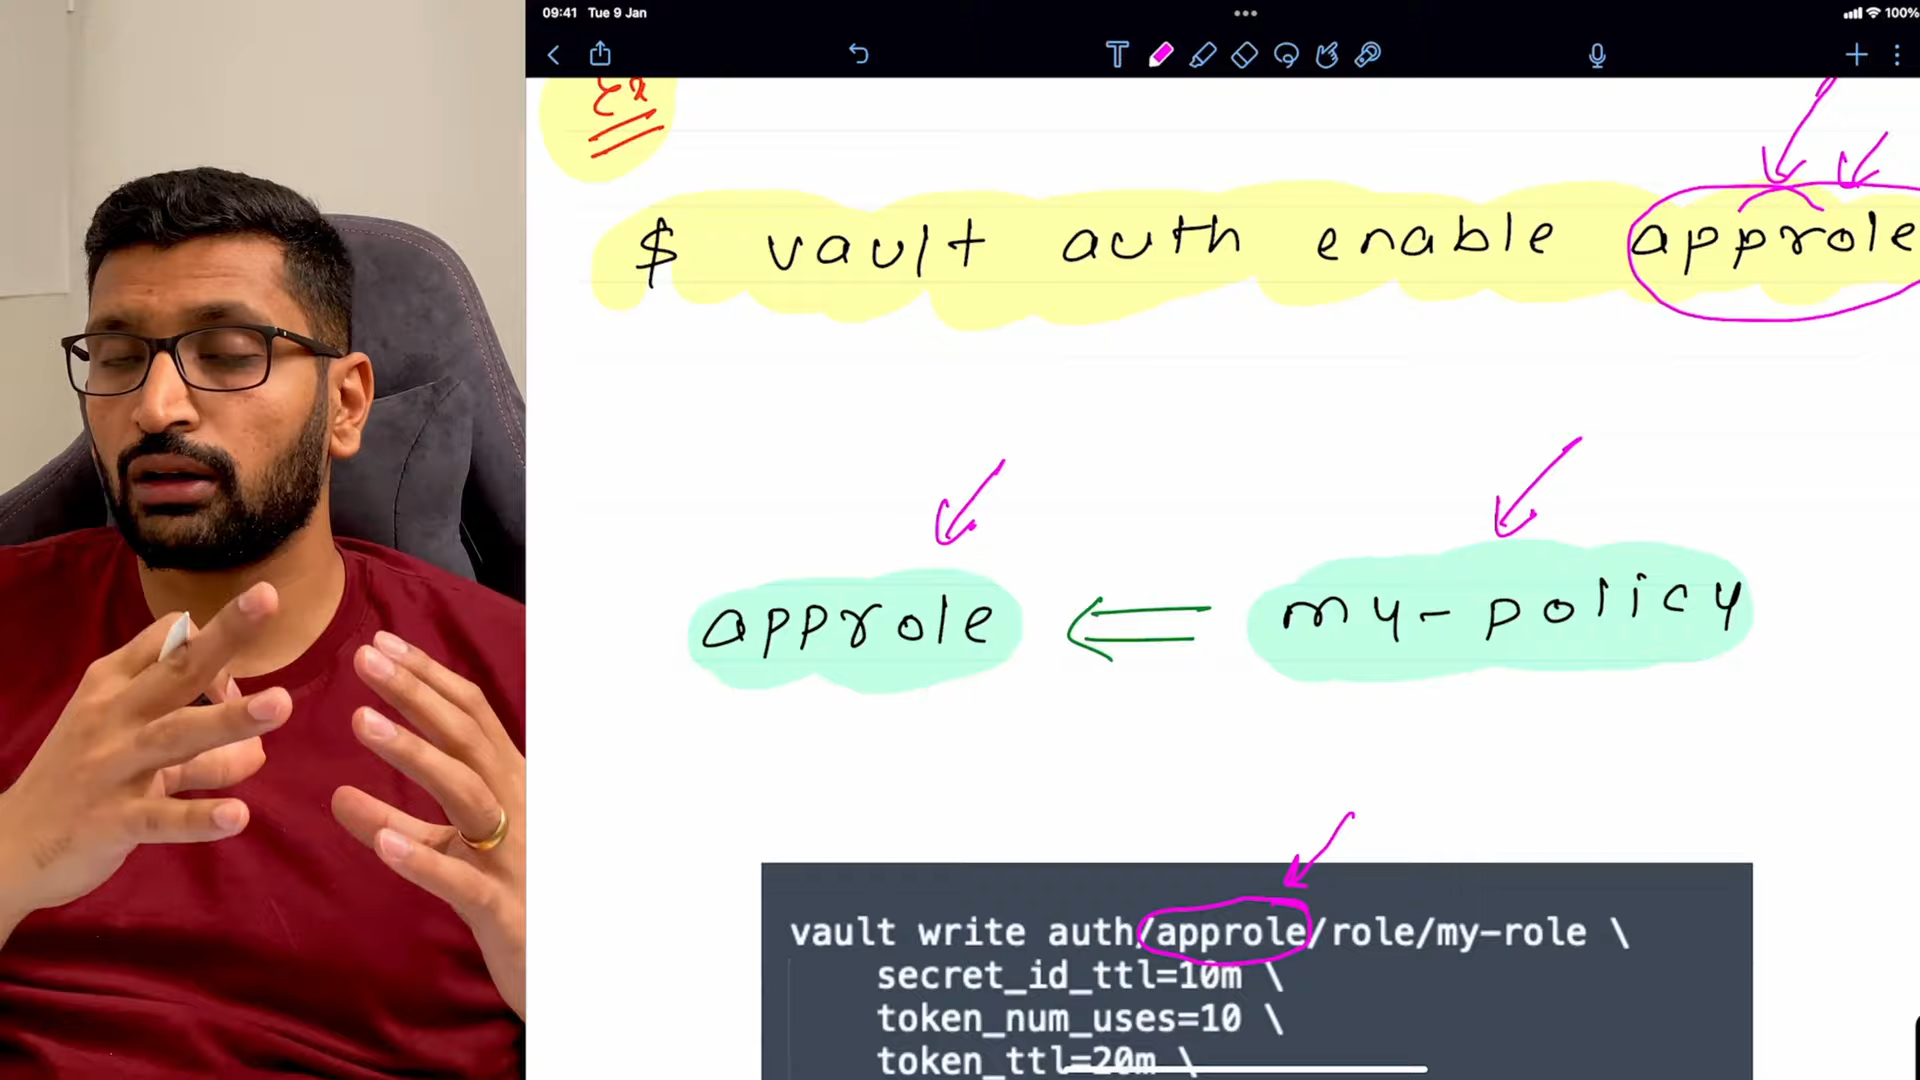 09:41 Tue 9 Jan 100%
Ex
$ vault auth enable approle
approle my-policy
vault write auth/approle/role/my-role \
secret_id_ttl=10m \
token_num_uses=10 \
token_ttl=20m \